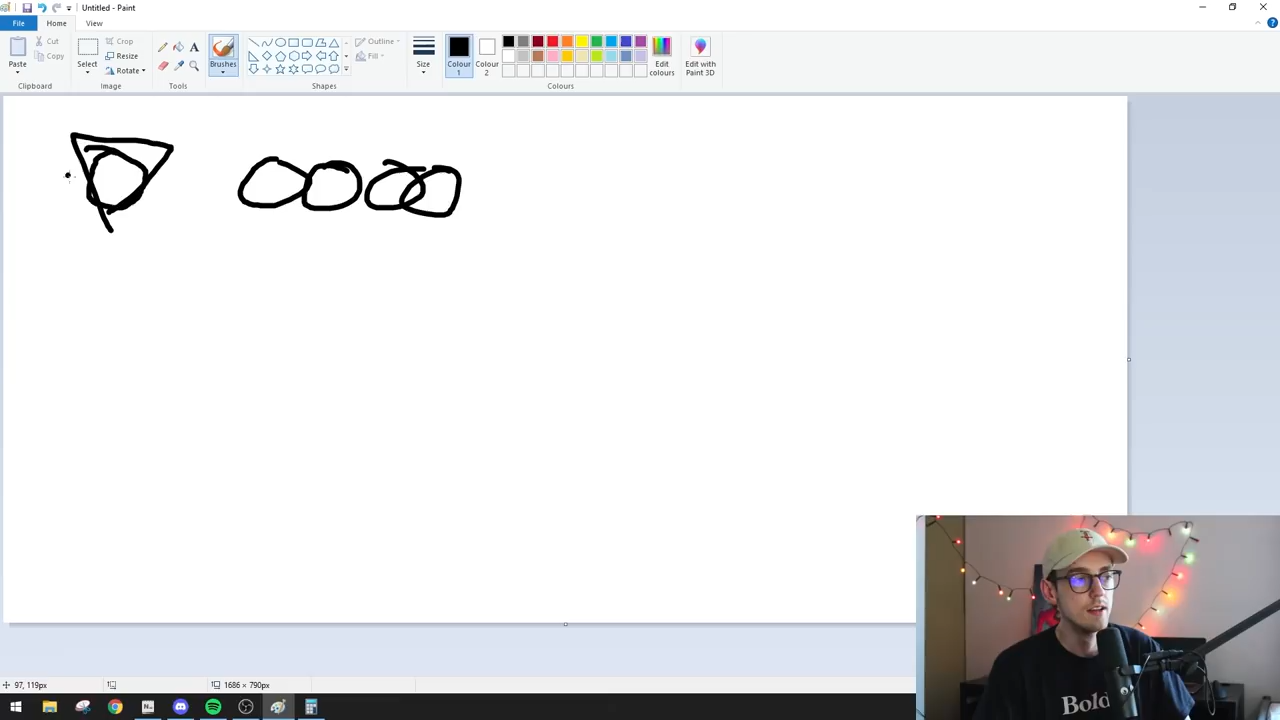 Untitled - Paint
File Home View
Paste
Cut
Copy
Clipboard
Select
Crop
Resize
Rotate
Image
A
Tools
Brushes
Outline
Fill
Shapes
Size
Colour 1
Colour 2
Edit colours
Edit with Paint 3D
Colours
97, 119px
1686 × 790px
Bold